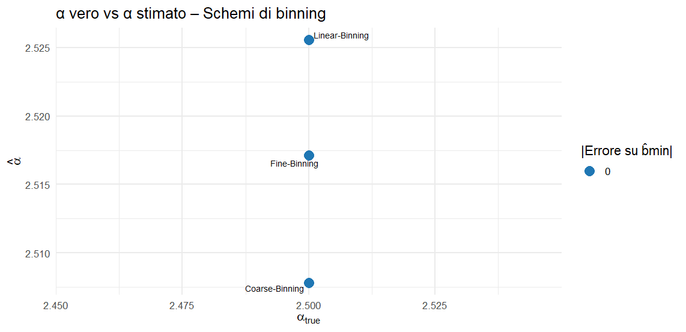 α vero vs α stimato – Schemi di binning
2.525
2.520
2.515
2.510
α̂
Linear-Binning
Fine-Binning
Coarse-Binning
2.450
2.475
2.500
2.525
αtrue
|Errore su b̂min|
0